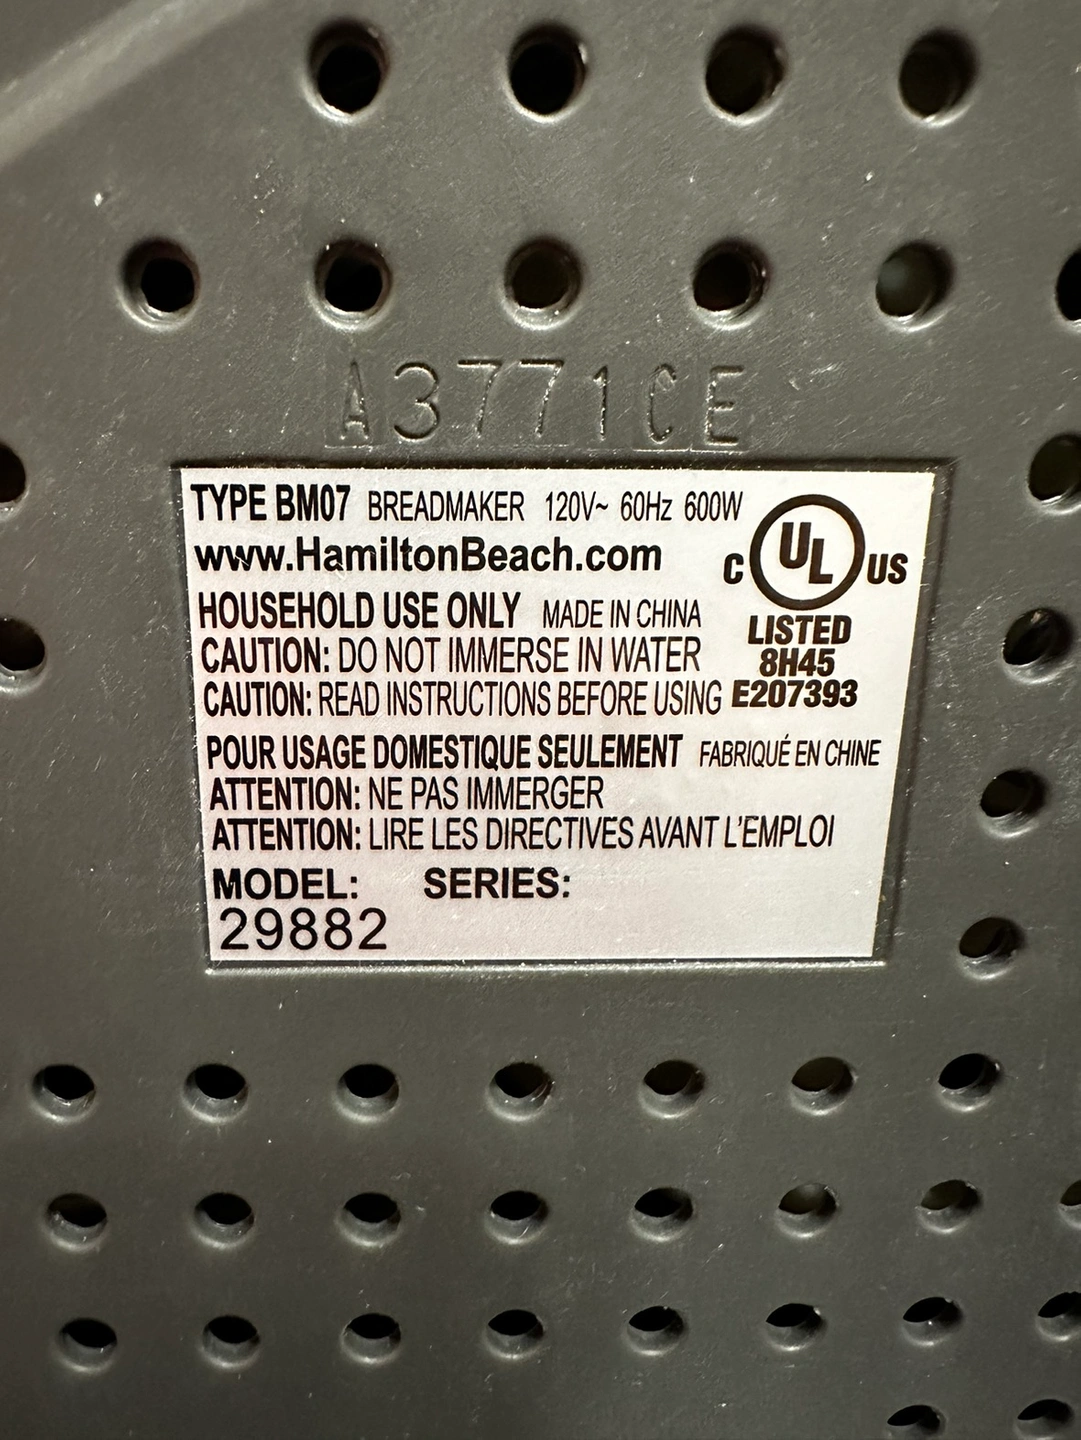 A3771CE
TYPE BM07 BREADMAKER 120V~ 60Hz 600W
www.HamiltonBeach.com
HOUSEHOLD USE ONLY MADE IN CHINA
CAUTION: DO NOT IMMERSE IN WATER
CAUTION: READ INSTRUCTIONS BEFORE USING
C UL US
LISTED
8H45
E207393
POUR USAGE DOMESTIQUE SEULEMENT FABRIQUÉ EN CHINE
ATTENTION: NE PAS IMMERGER
ATTENTION: LIRE LES DIRECTIVES AVANT L'EMPLOI
MODEL: SERIES:
29882